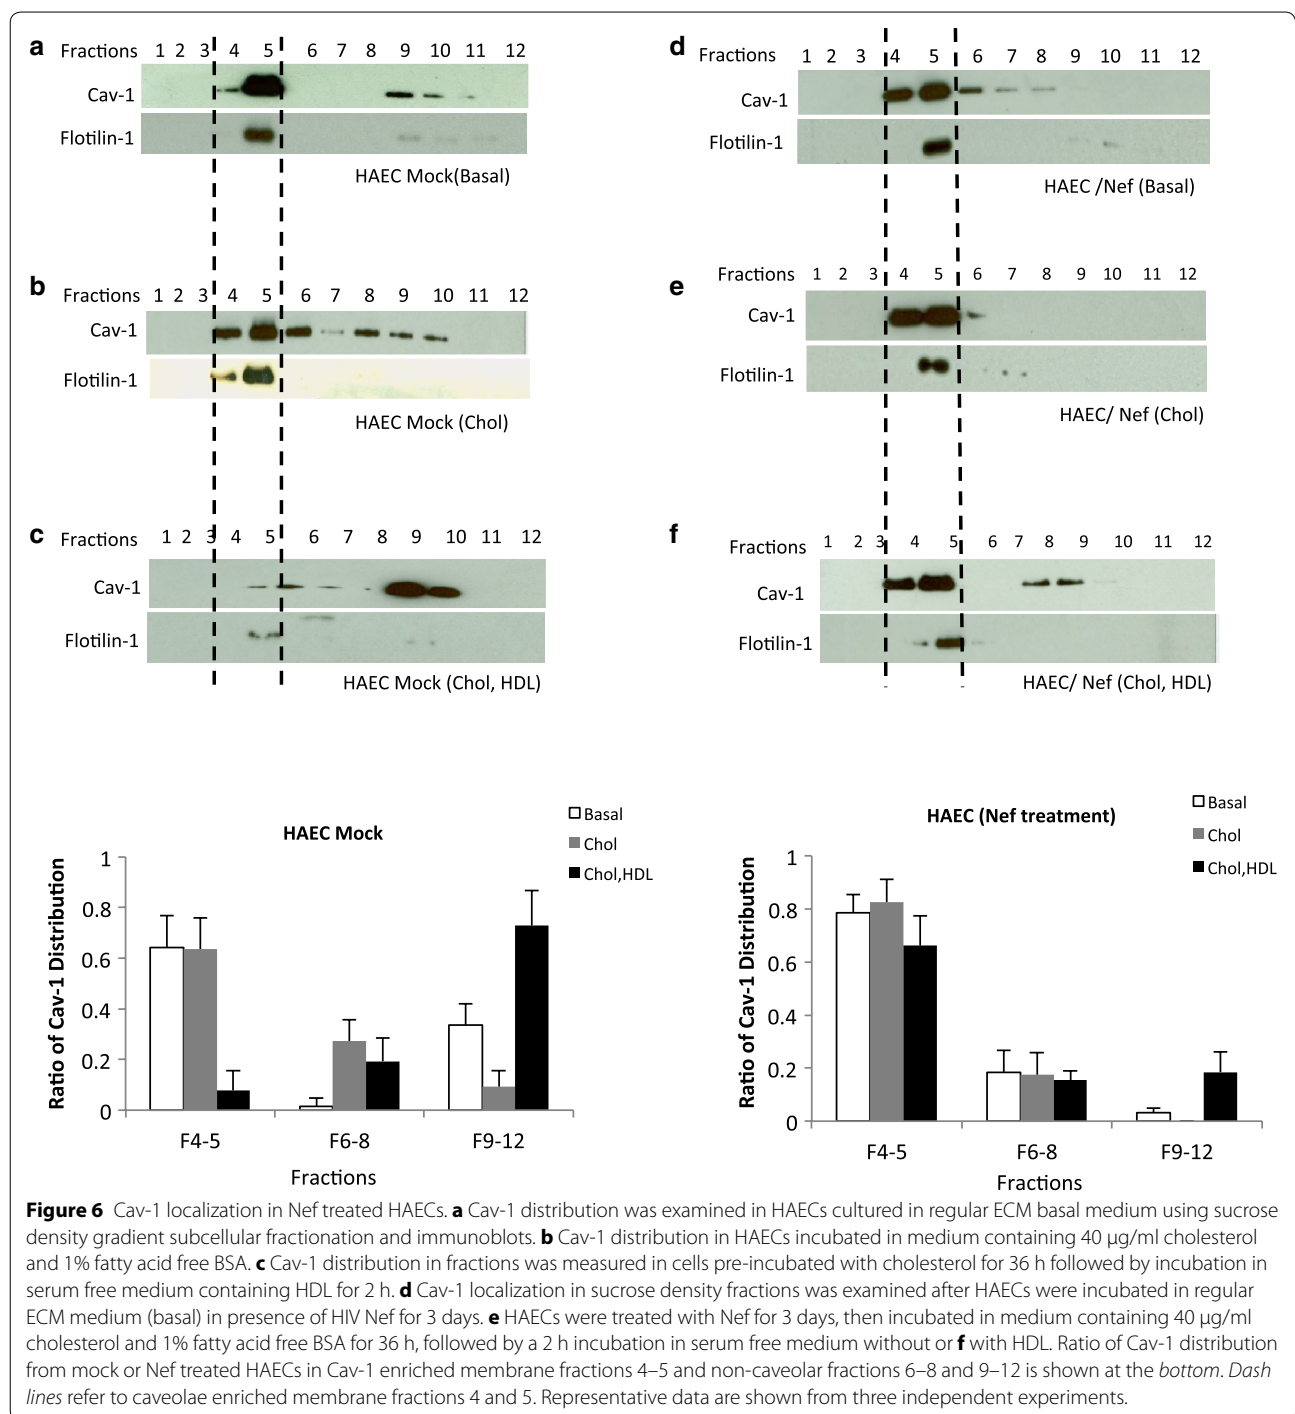 a Fractions 1 2 3 4 5 6 7 8 9 10 11 12
Cav-1
Flotilin-1
HAEC Mock(Basal)
b Fractions 1 2 3 4 5 6 7 8 9 10 11 12
Cav-1
Flotilin-1
HAEC Mock (Chol)
c Fractions 1 2 3 4 5 6 7 8 9 10 11 12
Cav-1
Flotilin-1
HAEC Mock (Chol, HDL)
d Fractions 1 2 3 4 5 6 7 8 9 10 11 12
Cav-1
Flotilin-1
HAEC /Nef (Basal)
e Fractions 1 2 3 4 5 6 7 8 9 10 11 12
Cav-1
Flotilin-1
HAEC/ Nef (Chol)
f Fractions 1 2 3 4 5 6 7 8 9 10 11 12
Cav-1
Flotilin-1
HAEC/ Nef (Chol, HDL)
HAEC Mock
Basal
Chol
Chol,HDL
Ratio of Cav-1 Distribution
1
0.8
0.6
0.4
0.2
0
F4-5 F6-8 F9-12
Fractions
HAEC (Nef treatment)
Basal
Chol
Chol,HDL
Ratio of Cav-1 Distribution
1
0.8
0.6
0.4
0.2
0
F4-5 F6-8 F9-12
Fractions
Figure 6 Cav-1 localization in Nef treated HAECs. a Cav-1 distribution was examined in HAECs cultured in regular ECM basal medium using sucrose
density gradient subcellular fractionation and immunoblots. b Cav-1 distribution in HAECs incubated in medium containing 40 µg/ml cholesterol
and 1% fatty acid free BSA. c Cav-1 distribution in fractions was measured in cells pre-incubated with cholesterol for 36 h followed by incubation in
serum free medium containing HDL for 2 h. d Cav-1 localization in sucrose density fractions was examined after HAECs were incubated in regular
ECM medium (basal) in presence of HIV Nef for 3 days. e HAECs were treated with Nef for 3 days, then incubated in medium containing 40 µg/ml
cholesterol and 1% fatty acid free BSA for 36 h, followed by a 2 h incubation in serum free medium without or f with HDL. Ratio of Cav-1 distribution
from mock or Nef treated HAECs in Cav-1 enriched membrane fractions 4–5 and non-caveolar fractions 6–8 and 9–12 is shown at the bottom. Dash
lines refer to caveolae enriched membrane fractions 4 and 5. Representative data are shown from three independent experiments.